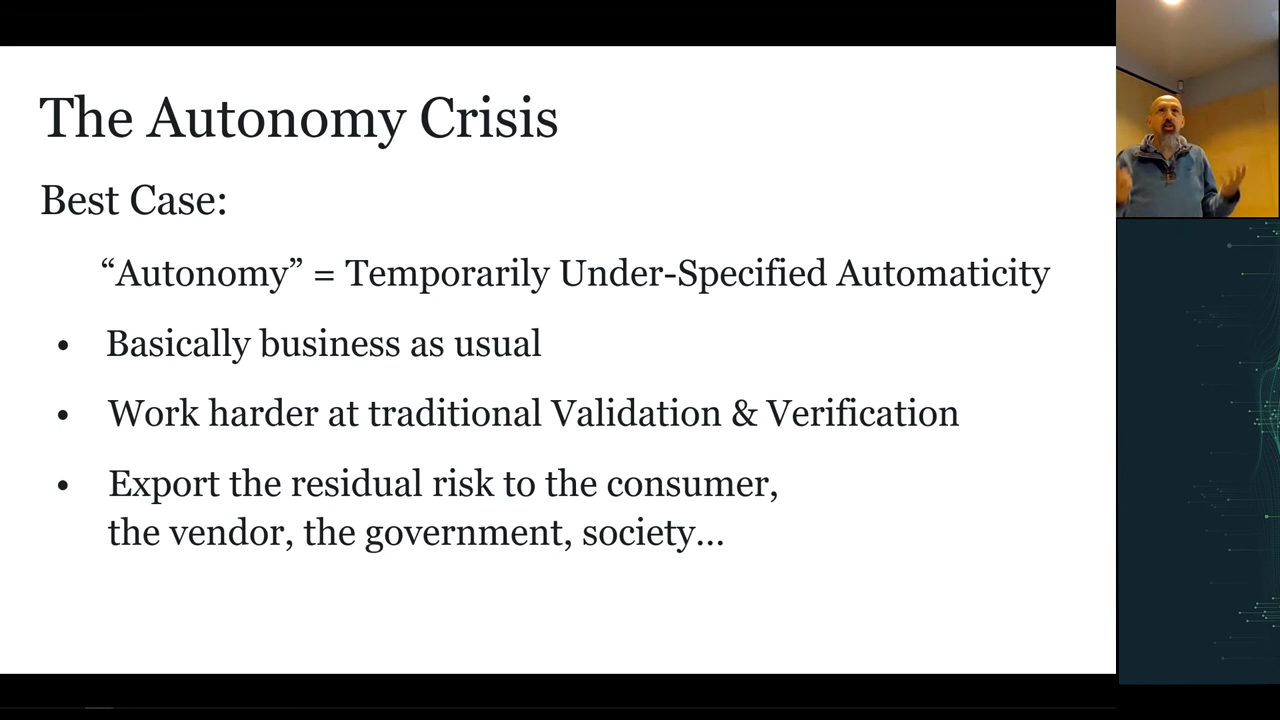 The Autonomy Crisis
Best Case:
“Autonomy” = Temporarily Under-Specified Automaticity
• Basically business as usual
• Work harder at traditional Validation & Verification
• Export the residual risk to the consumer,
the vendor, the government, society...